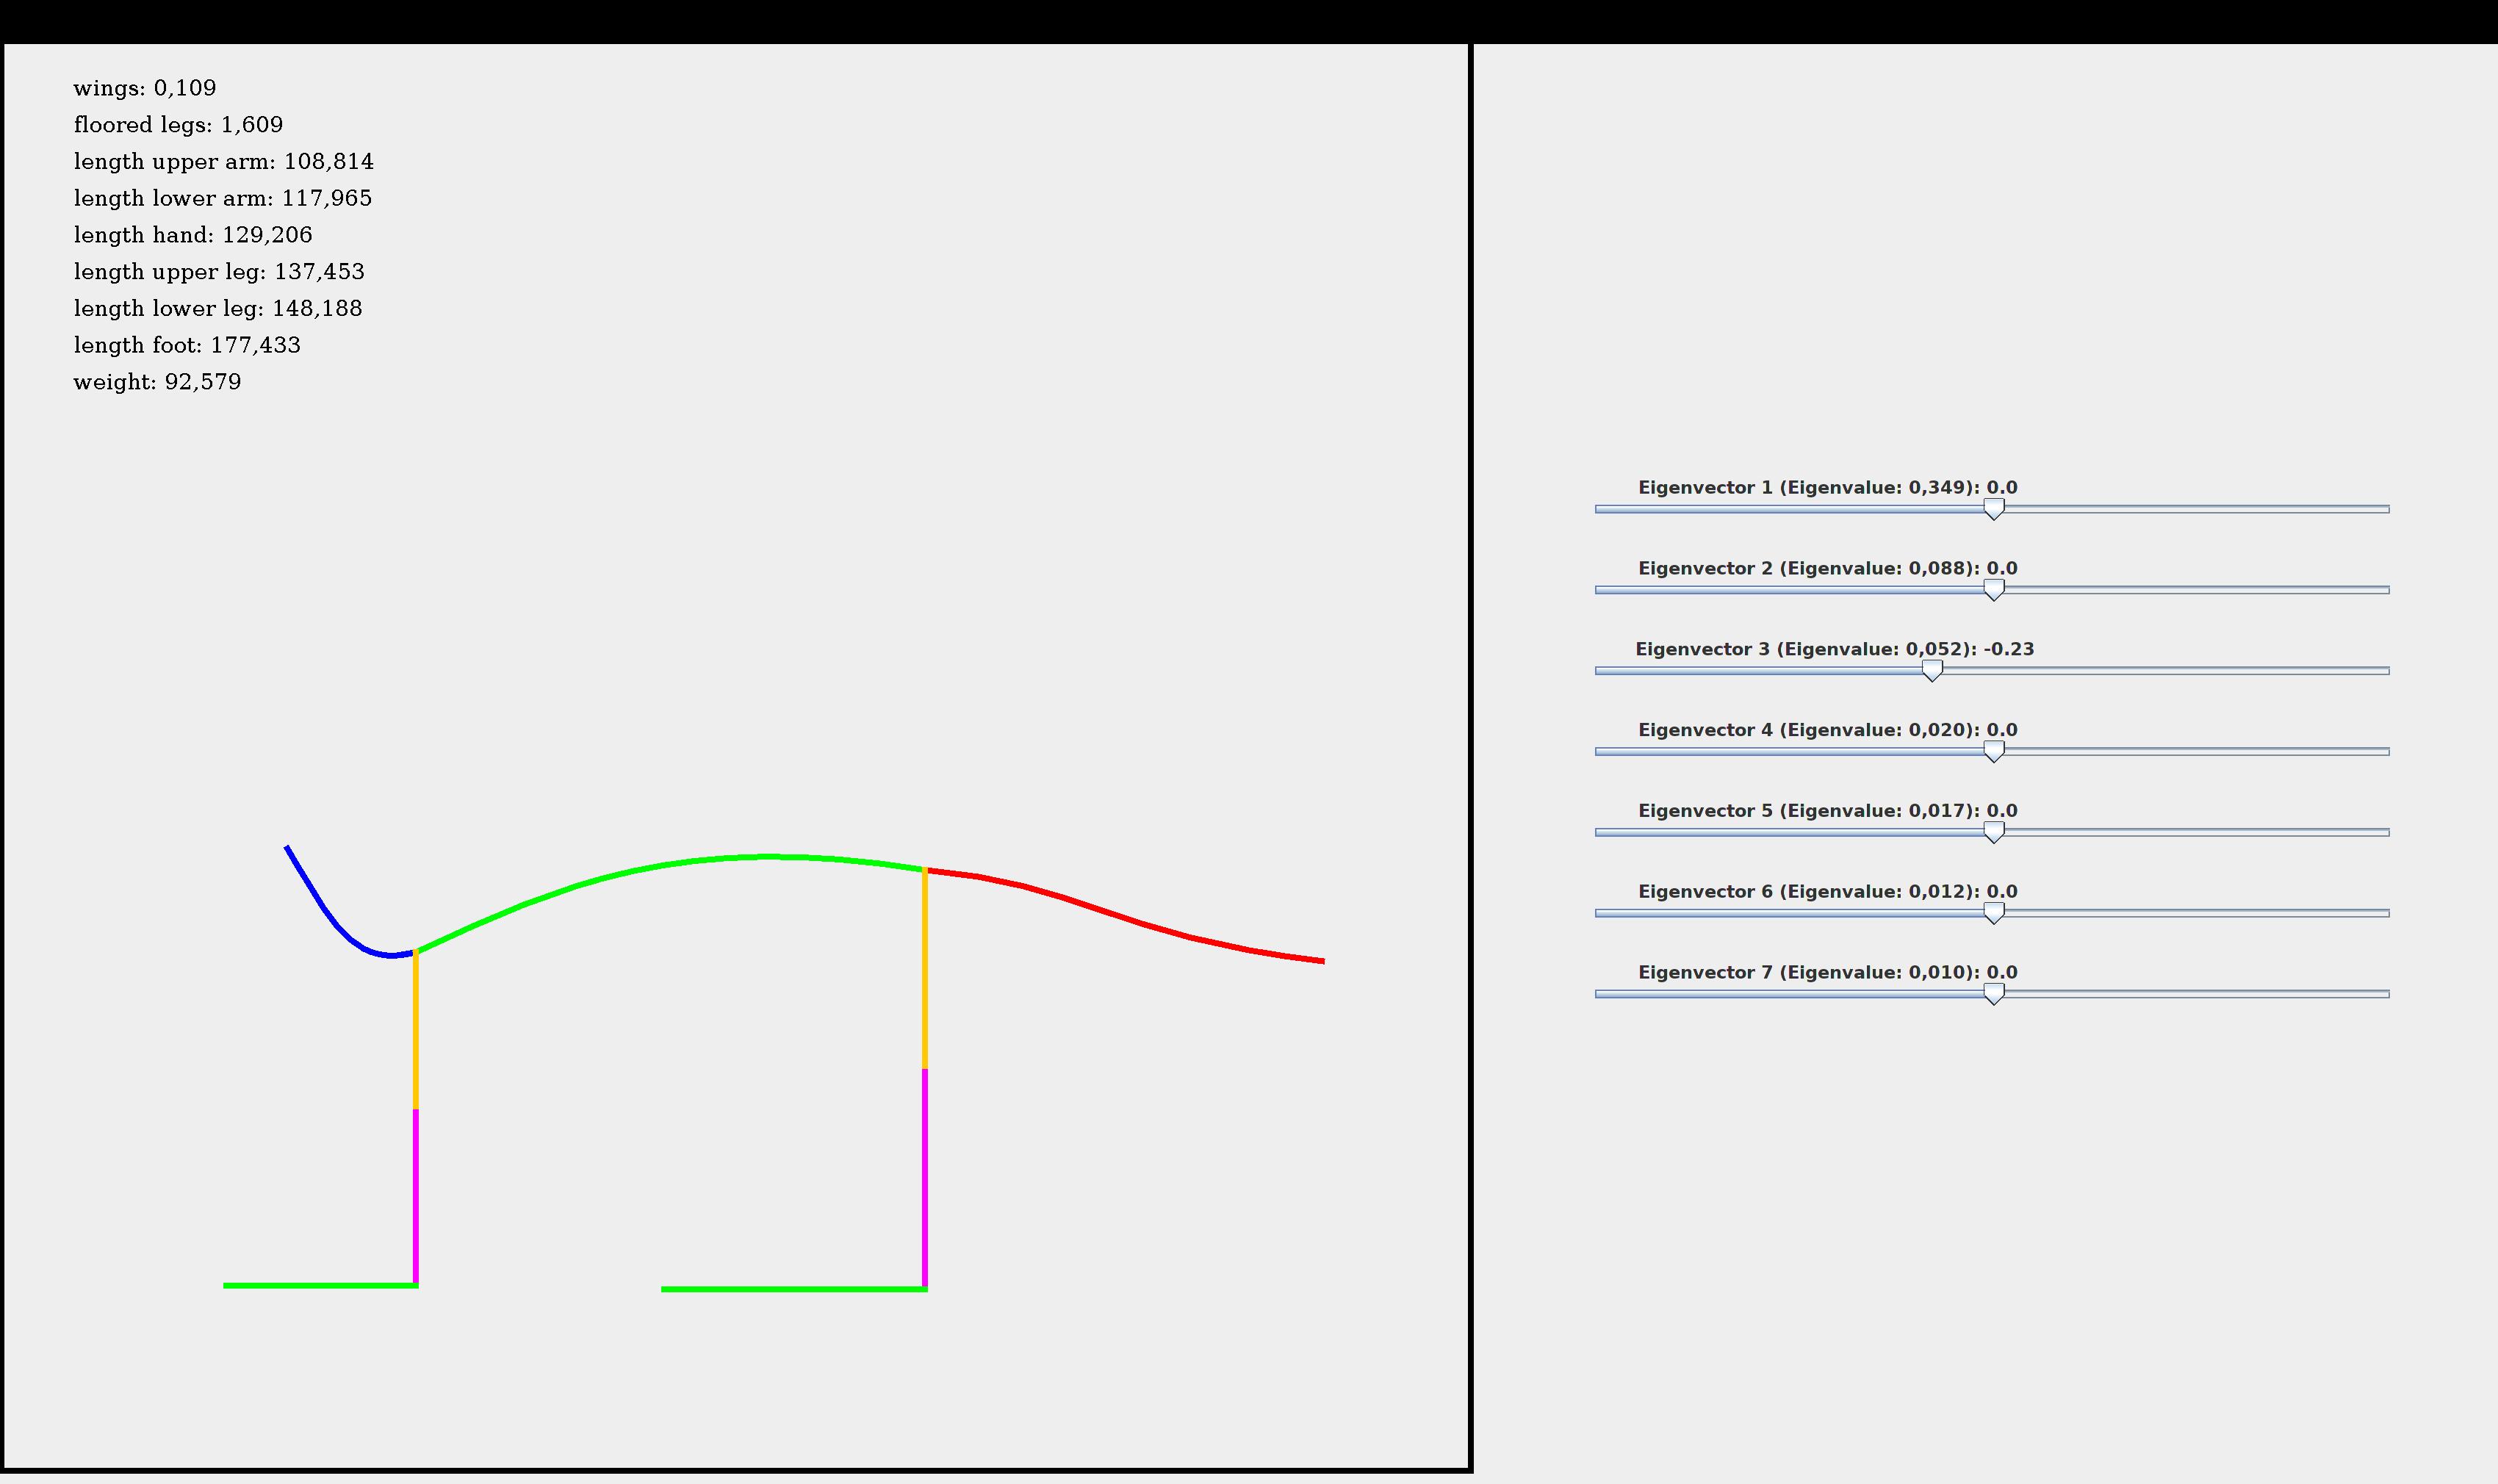 wings: 0,109
floored legs: 1,609
length upper arm: 108,814
length lower arm: 117,965
length hand: 129,206
length upper leg: 137,453
length lower leg: 148,188
length foot: 177,433
weight: 92,579
Eigenvector 1 (Eigenvalue: 0,349): 0.0
Eigenvector 2 (Eigenvalue: 0,088): 0.0
Eigenvector 3 (Eigenvalue: 0,052): -0.23
Eigenvector 4 (Eigenvalue: 0,020): 0.0
Eigenvector 5 (Eigenvalue: 0,017): 0.0
Eigenvector 6 (Eigenvalue: 0,012): 0.0
Eigenvector 7 (Eigenvalue: 0,010): 0.0